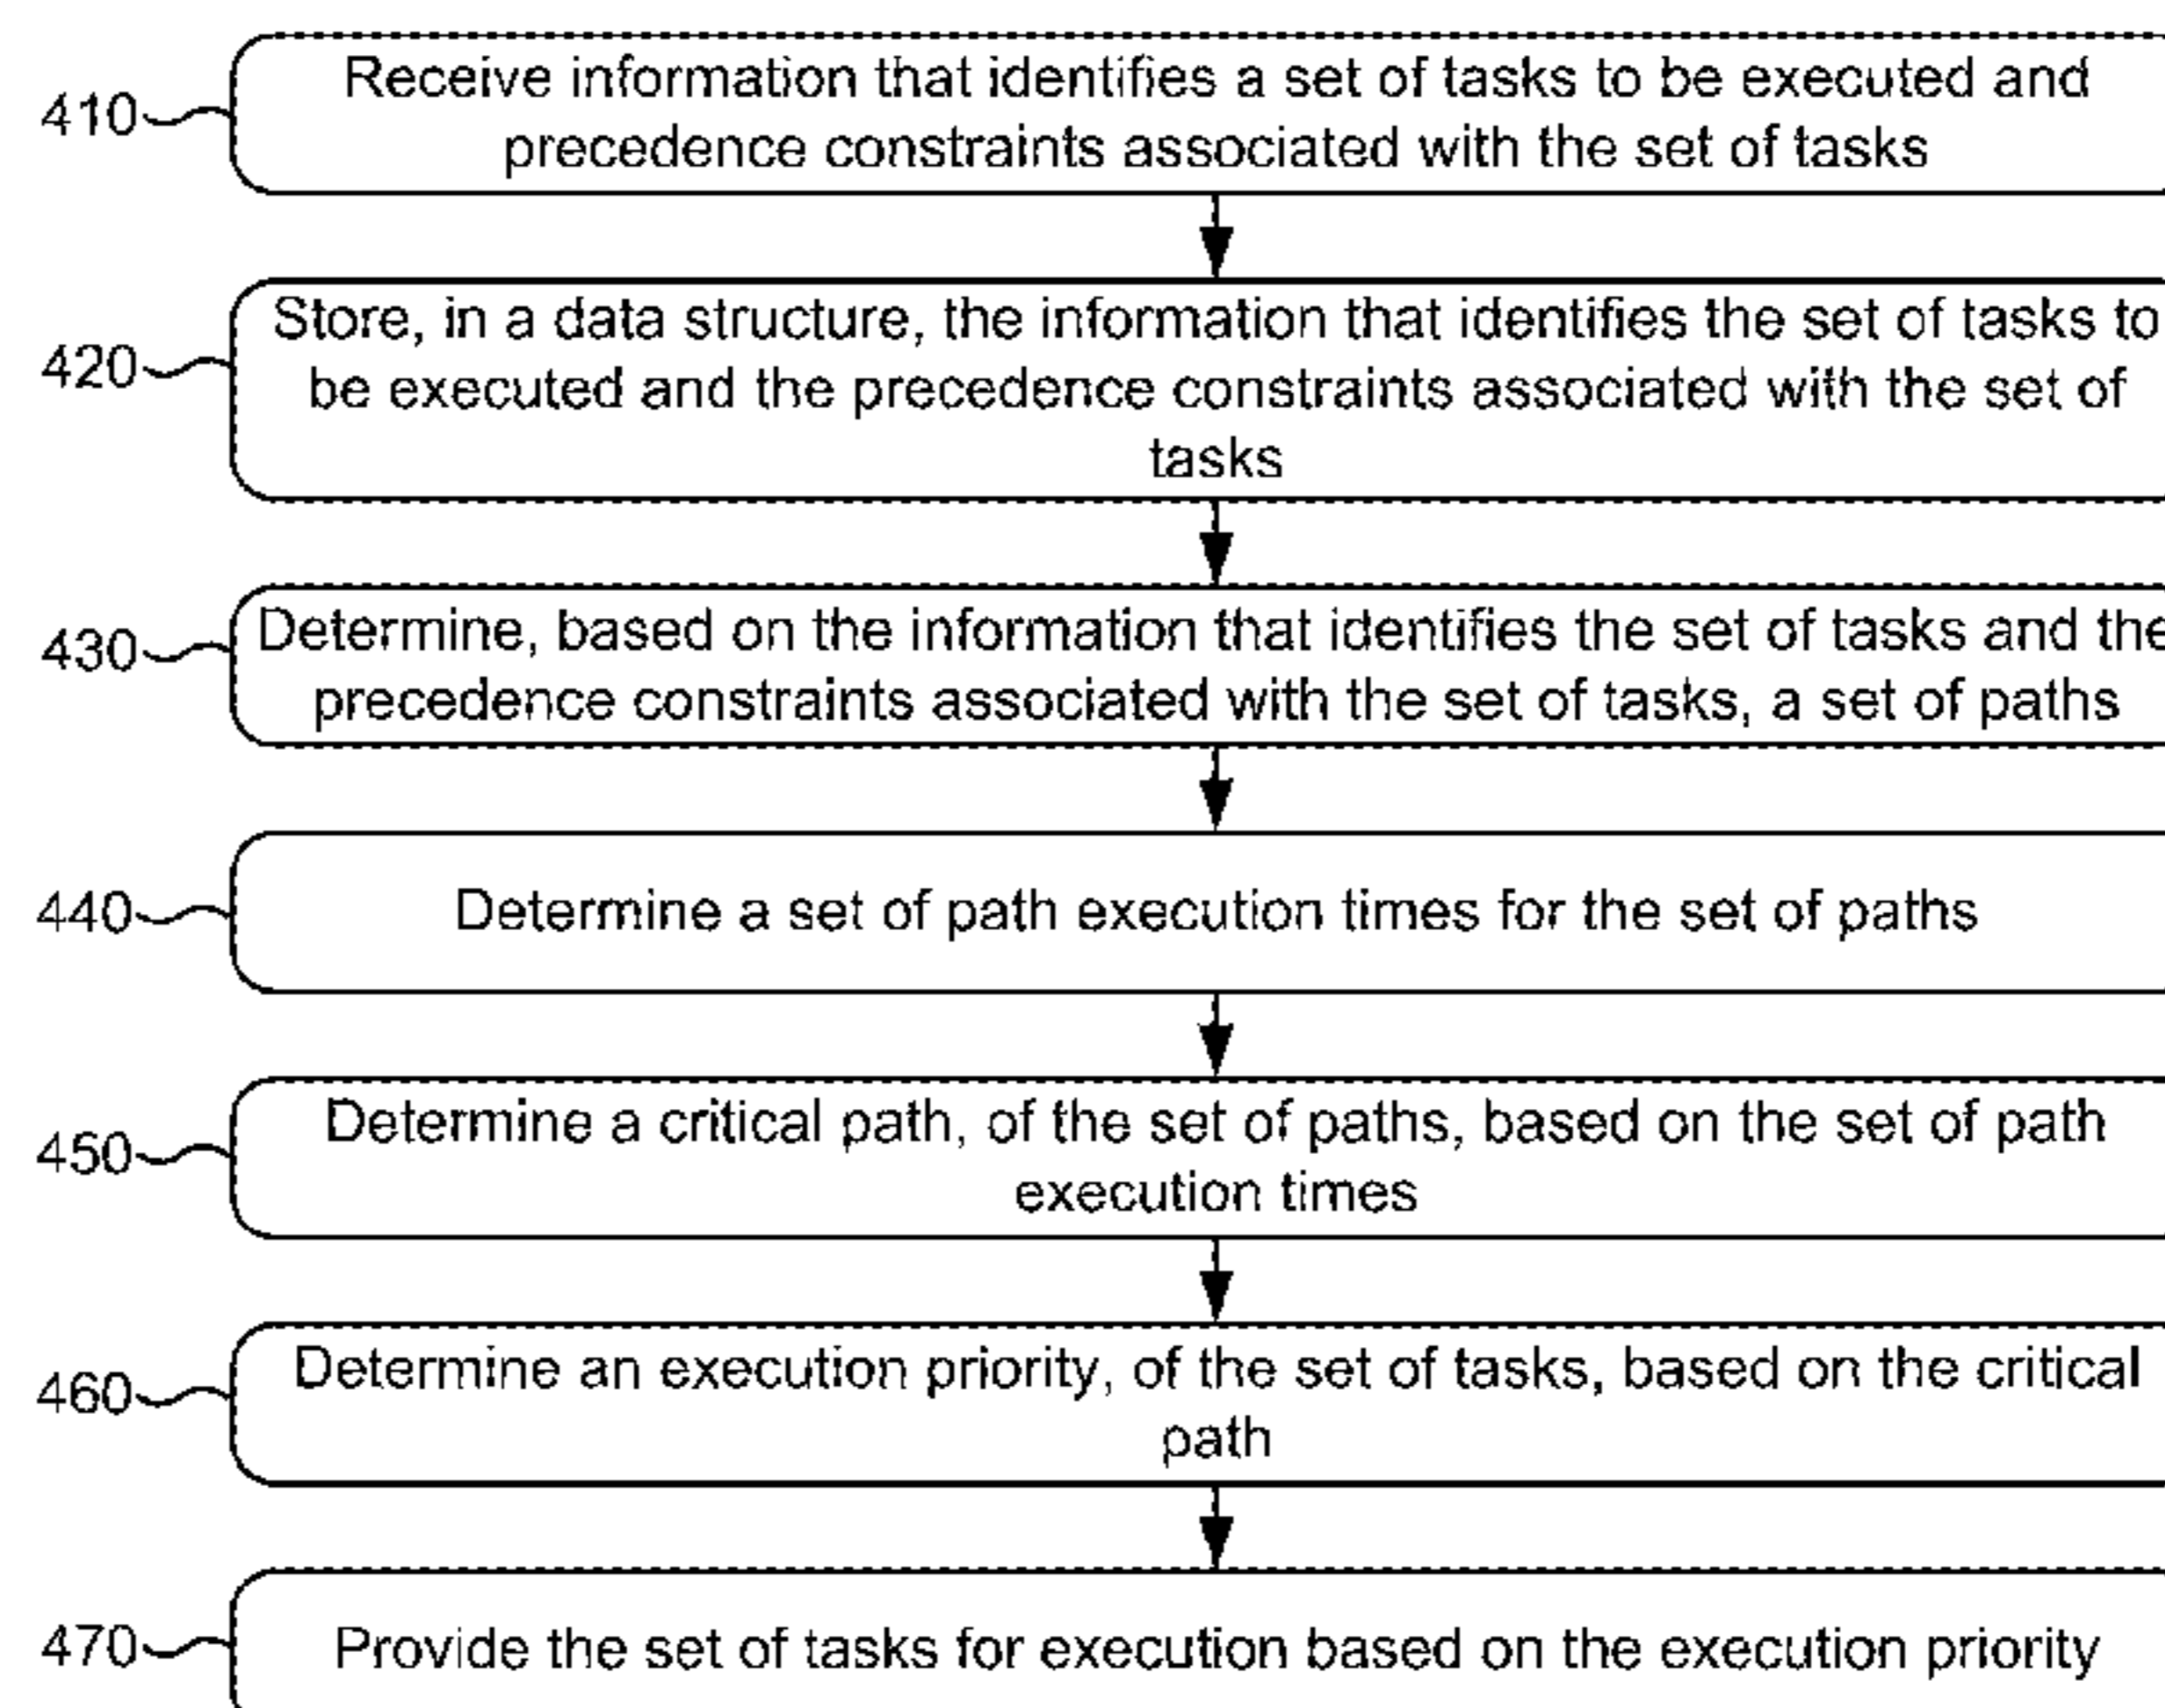 410
Receive information that identifies a set of tasks to be executed and
precedence constraints associated with the set of tasks
420
Store, in a data structure, the information that identifies the set of tasks to
be executed and the precedence constraints associated with the set of
tasks
430
Determine, based on the information that identifies the set of tasks and the
precedence constraints associated with the set of tasks, a set of paths
440
Determine a set of path execution times for the set of paths
450
Determine a critical path, of the set of paths, based on the set of path
execution times
460
Determine an execution priority, of the set of tasks, based on the critical
path
470
Provide the set of tasks for execution based on the execution priority